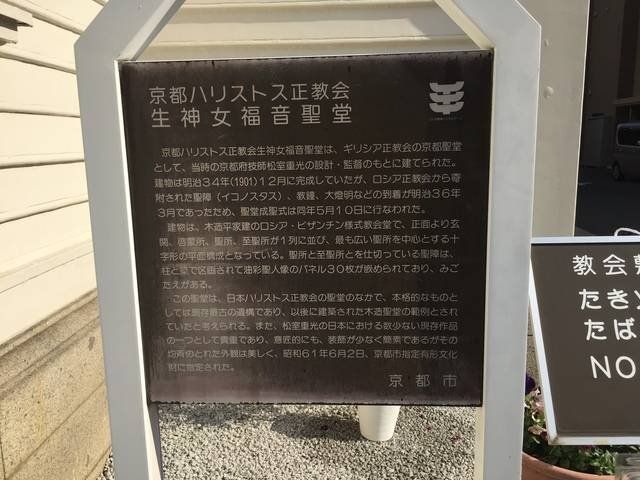 京都ハリストス正教会
生神女福音聖堂
京都ハリストス正教会生神女福音聖堂は、ギリシア正教会の京都聖堂
として、当時の京都府技師松室重光の設計・監督のもとに建てられた。
建物は明治34年(1901)12月に完成していたが、ロシア正教会から寄
附された聖障（イコノスタス）、教鐘、大燈明などの到着が明治36年
3月であったため、聖堂成聖式は同年5月10日に行なわれた。
建物は、木造平家建のロシア・ビザンチン様式教会堂で、正面より玄
関、啓蒙所、聖所、至聖所が1列に並び、最も広い聖所を中心とする十
字形の平面構成となっている。聖所と至聖所とを仕切っている聖障は、
柱と梁で区画されて油彩聖人像のパネル30枚が嵌められており、みご
たえがある。
この聖堂は、日本ハリストス正教会の聖堂のなかで、本格的なものと
しては現存最古の遺構であり、以後に建築された木造聖堂の範例とされ
ていたと考えられる。また、松室重光の日本における数少ない現存作品
の一つとして貴重であり、意匠的にも、装飾が少なく簡素であるがその
均斉のとれた外観は美しく、昭和61年6月2日、京都市指定有形文化
財に指定された。
京都市
教会敷
たき
たば
NO